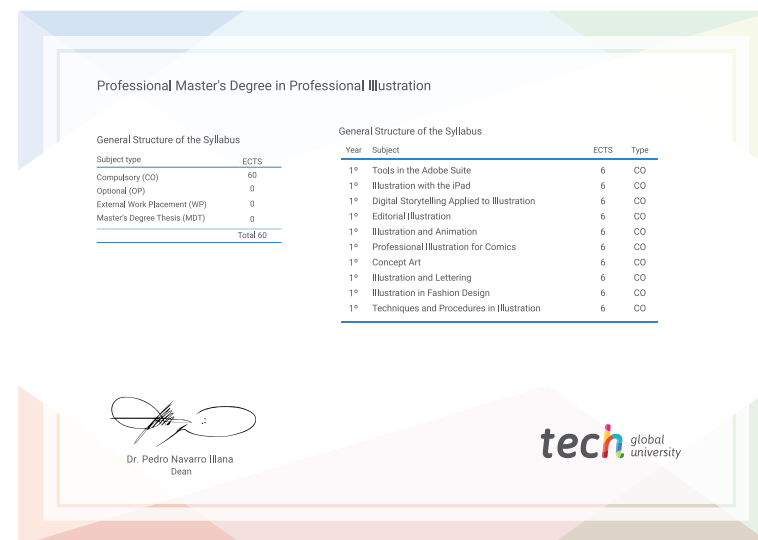 Professional Master's Degree in Professional Illustration
General Structure of the Syllabus
Subject type ECTS
Compulsory (CO) 60
Optional (OP) 0
External Work Placement (WP) 0
Master's Degree Thesis (MDT) 0
Total 60
General Structure of the Syllabus
Year Subject ECTS Type
1º Tools in the Adobe Suite 6 CO
1º Illustration with the iPad 6 CO
1º Digital Storytelling Applied to Illustration 6 CO
1º Editorial Illustration 6 CO
1º Illustration and Animation 6 CO
1º Professional Illustration for Comics 6 CO
1º Concept Art 6 CO
1º Illustration and Lettering 6 CO
1º Illustration in Fashion Design 6 CO
1º Techniques and Procedures in Illustration 6 CO
Dr. Pedro Navarro Illana
Dean
tech global
university